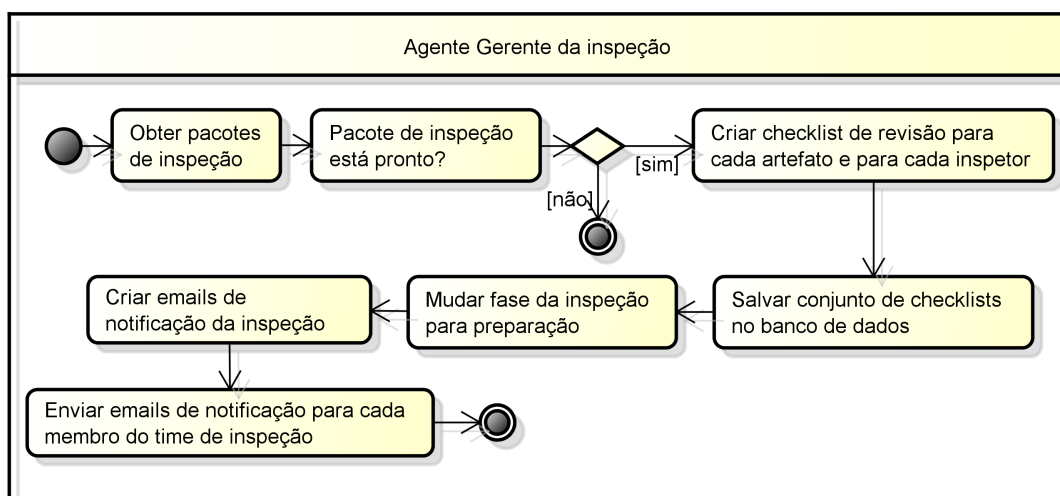 Agente Gerente da inspeção
Obter pacotes
de inspeção
Pacote de inspeção
está pronto?
[sim]
[não]
Criar checklist de revisão para
cada artefato e para cada inspetor
Salvar conjunto de checklists
no banco de dados
Mudar fase da inspeção
para preparação
Criar emails de
notificação da inspeção
Enviar emails de notificação para cada
membro do time de inspeção